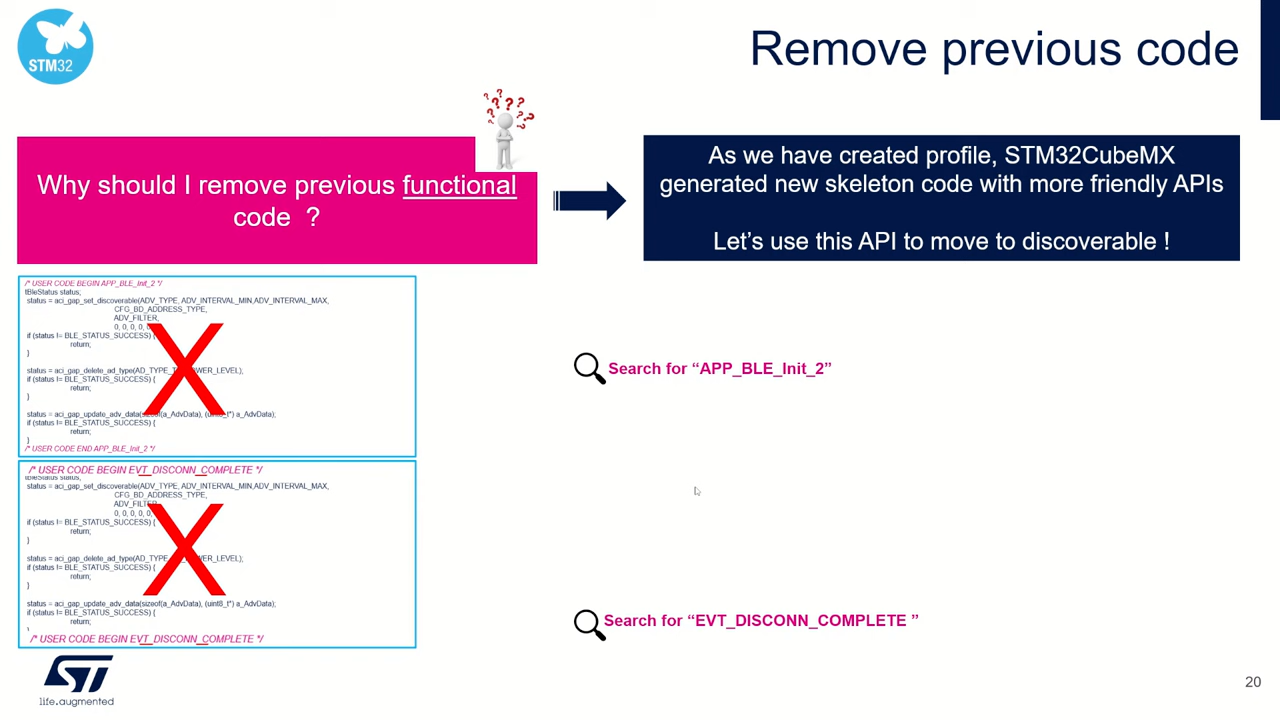 STM32
Remove previous code
Why should I remove previous functional
code ?
As we have created profile, STM32CubeMX
generated new skeleton code with more friendly APIs
Let's use this API to move to discoverable !
/* USER CODE BEGIN APP_BLE_Init_2 */
tBleStatus status;
status = aci_gap_set_discoverable(ADV_TYPE, ADV_INTERVAL_MIN,ADV_INTERVAL_MAX,
CFG_BD_ADDRESS_TYPE,
ADV_FILTER,
0, 0, 0, 0,
if (status != BLE_STATUS_SUCCESS) {
return;
}
status = aci_gap_delete_ad_type(AD_TYPE_ LEVEL);
if (status != BLE_STATUS_SUCCESS) {
return;
}
status = aci_gap_update_adv_data(sizeof(a_AdvData), (uint8_t*) a_AdvData);
if (status != BLE_STATUS_SUCCESS) {
return;
}
/* USER CODE END APP_BLE_Init_2 */
Search for “APP_BLE_Init_2”
/* USER CODE BEGIN EVT_DISCONN_COMPLETE */
tBleStatus status;
status = aci_gap_set_discoverable(ADV_TYPE, ADV_INTERVAL_MIN,ADV_INTERVAL_MAX,
CFG_BD_ADDRESS_TYPE,
ADV_FILTER
0, 0, 0, 0,
if (status != BLE_STATUS_SUCCESS) {
return;
}
status = aci_gap_delete_ad_type(AD_TYPE_ LEVEL);
if (status != BLE_STATUS_SUCCESS) {
return;
}
status = aci_gap_update_adv_data(sizeof(a_AdvData), (uint8_t*) a_AdvData);
if (status != BLE_STATUS_SUCCESS) {
return;
/* USER CODE BEGIN EVT_DISCONN_COMPLETE */
Search for “EVT_DISCONN_COMPLETE ”
ST
life.augmented
20